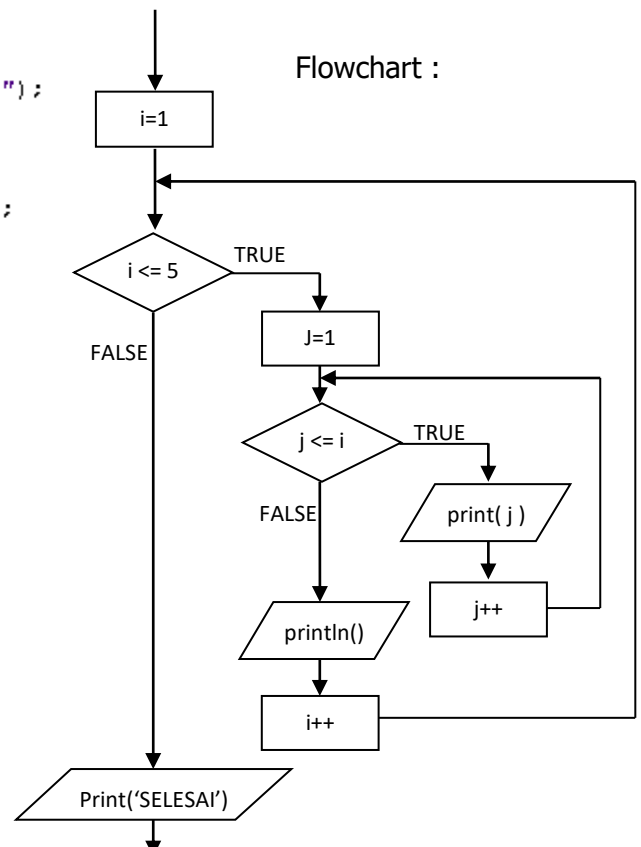 Flowchart :
");
i=1
;
i <= 5
TRUE
J=1
FALSE
j <= i
TRUE
FALSE
print( j )
j++
println()
i++
Print(‘SELESAI’)